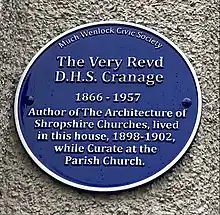 Much Wenlock Civic Society
The Very Revd
D.H.S. Cranage
1866 - 1957
Author of The Architecture of
Shropshire Churches, lived
in this house, 1898-1902,
while Curate at the
Parish Church.